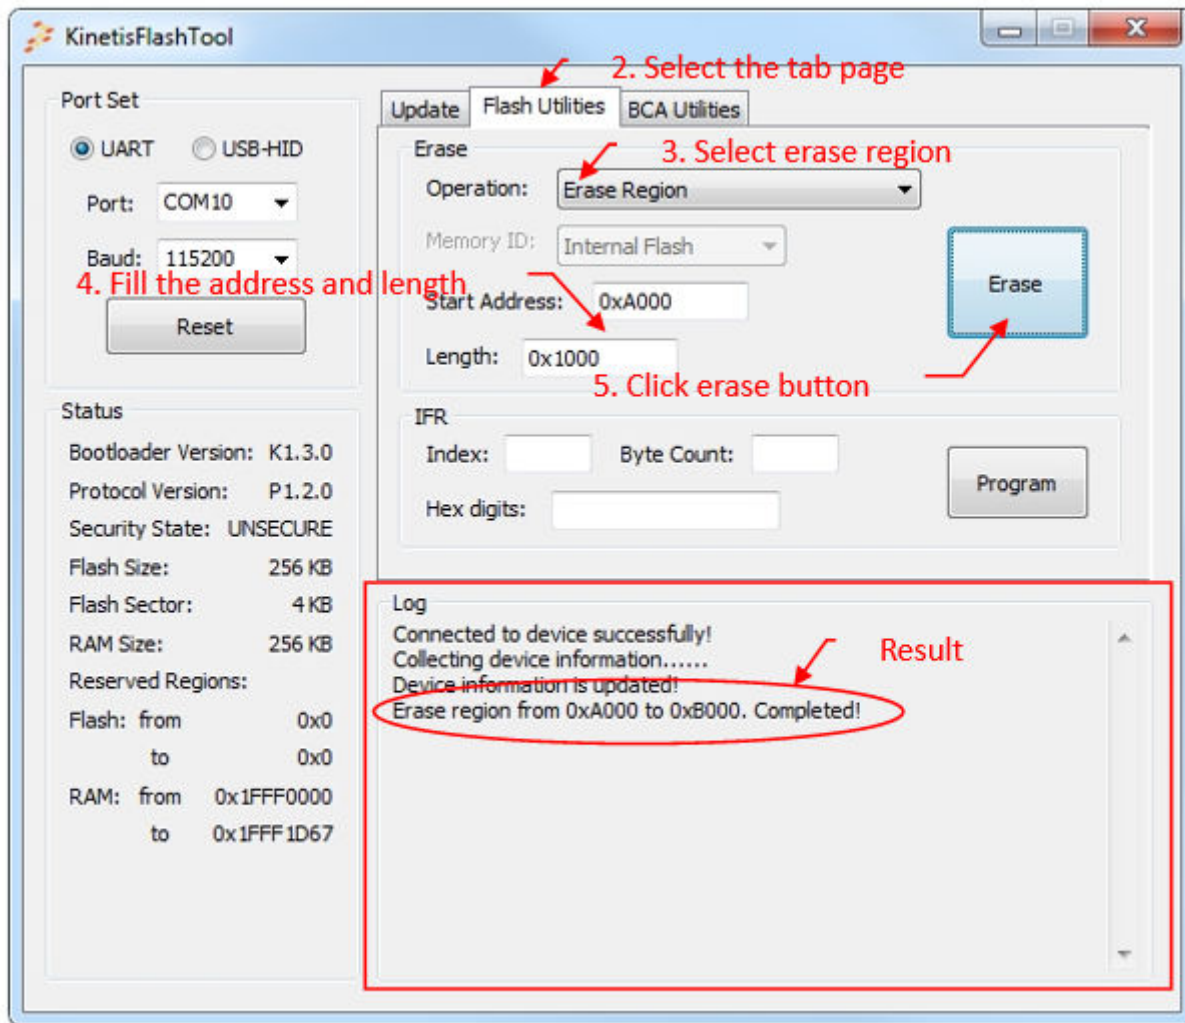 KinetisFlashTool
2. Select the tab page
Port Set
UART USB-HID
Port: COM10
Baud: 115200
4. Fill the address and length
Reset
Update Flash Utilities BCA Utilities
Erase
3. Select erase region
Operation: Erase Region
Memory ID: Internal Flash
Start Address: 0xA000
Length: 0x1000
Erase
5. Click erase button
IFR
Index: Byte Count:
Hex digits:
Program
Status
Bootloader Version: K1.3.0
Protocol Version: P1.2.0
Security State: UNSECURE
Flash Size: 256 KB
Flash Sector: 4 KB
RAM Size: 256 KB
Reserved Regions:
Flash: from 0x0
to 0x0
RAM: from 0x1FFF0000
to 0x1FFF1D67
Log
Connected to device successfully!
Collecting device information......
Device information is updated!
Erase region from 0xA000 to 0xB000. Completed!
Result